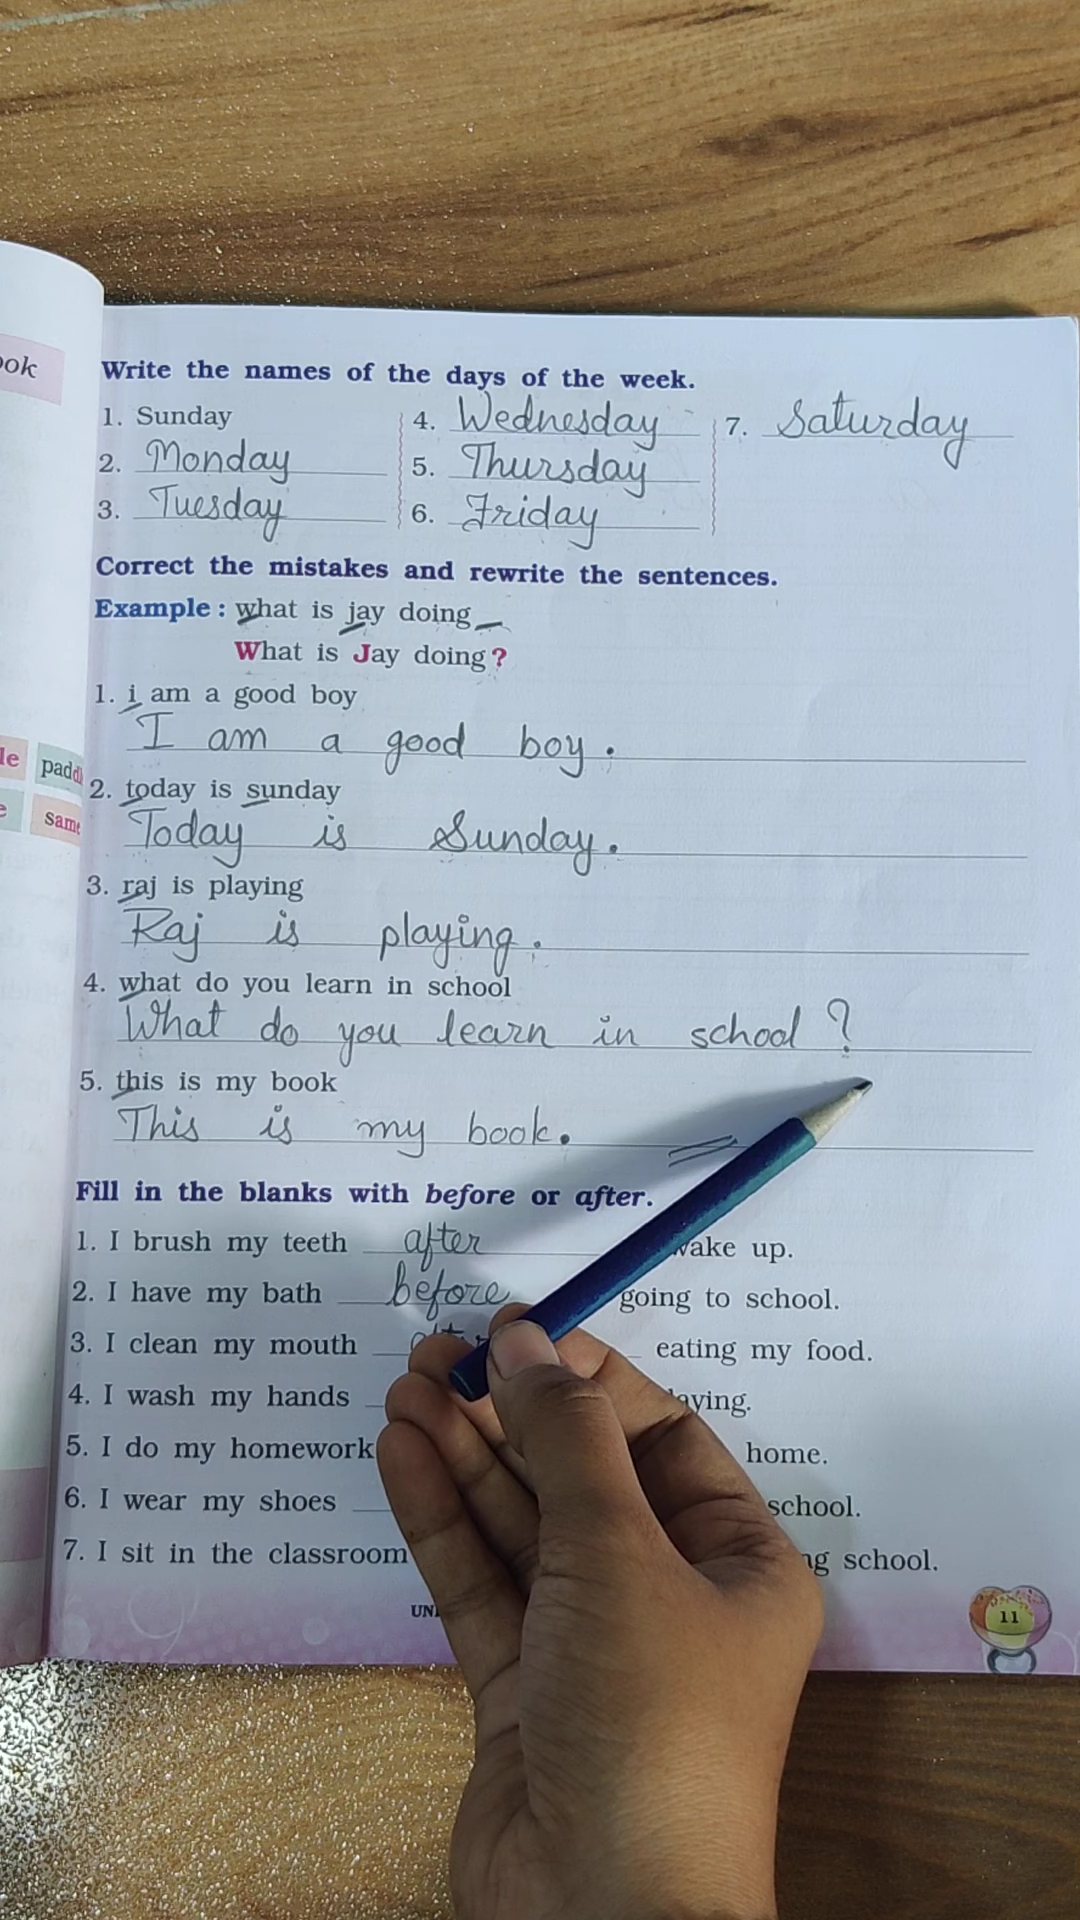 ook
Write the names of the days of the week.
1. Sunday
2. Monday
3. Tuesday
4. Wednesday
5. Thursday
6. Friday
7. Saturday
Correct the mistakes and rewrite the sentences.
Example : what is jay doing
What is Jay doing?
1. i am a good boy
I am a good boy.
2. today is sunday
Today is Sunday.
3. raj is playing
Raj is playing.
4. what do you learn in school
What do you learn in school ?
5. this is my book
This is my book.
le padd
e same
Fill in the blanks with before or after.
1. I brush my teeth after wake up.
2. I have my bath before going to school.
3. I clean my mouth eating my food.
4. I wash my hands
5. I do my homework home.
6. I wear my shoes school.
7. I sit in the classroom school.
11